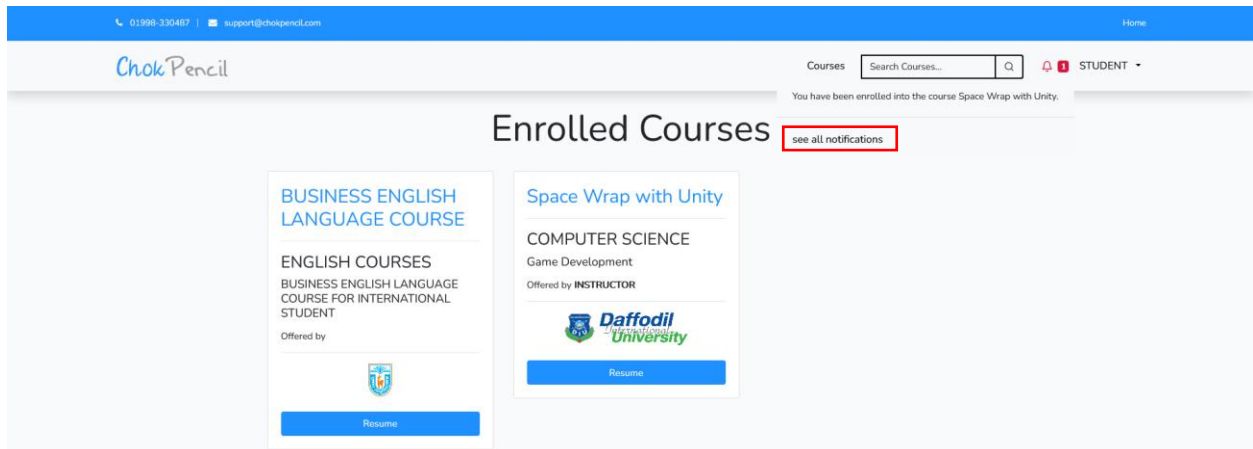 01998-330487 | support@chokpencil.com Home
ChokPencil
Courses Search Courses... 1 STUDENT
You have been enrolled into the course Space Wrap with Unity.
see all notifications
Enrolled Courses
BUSINESS ENGLISH
LANGUAGE COURSE
ENGLISH COURSES
BUSINESS ENGLISH LANGUAGE
COURSE FOR INTERNATIONAL
STUDENT
Offered by
Resume
Space Wrap with Unity
COMPUTER SCIENCE
Game Development
Offered by INSTRUCTOR
Daffodil
International
University
Resume